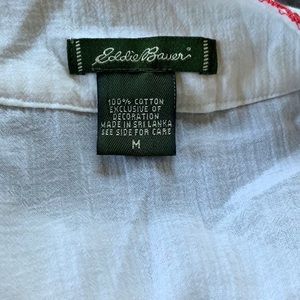 Eddie Bauer
100% COTTON
EXCLUSIVE OF
DECORATION
MADE IN SRI LANKA
SEE SIDE FOR CARE
M